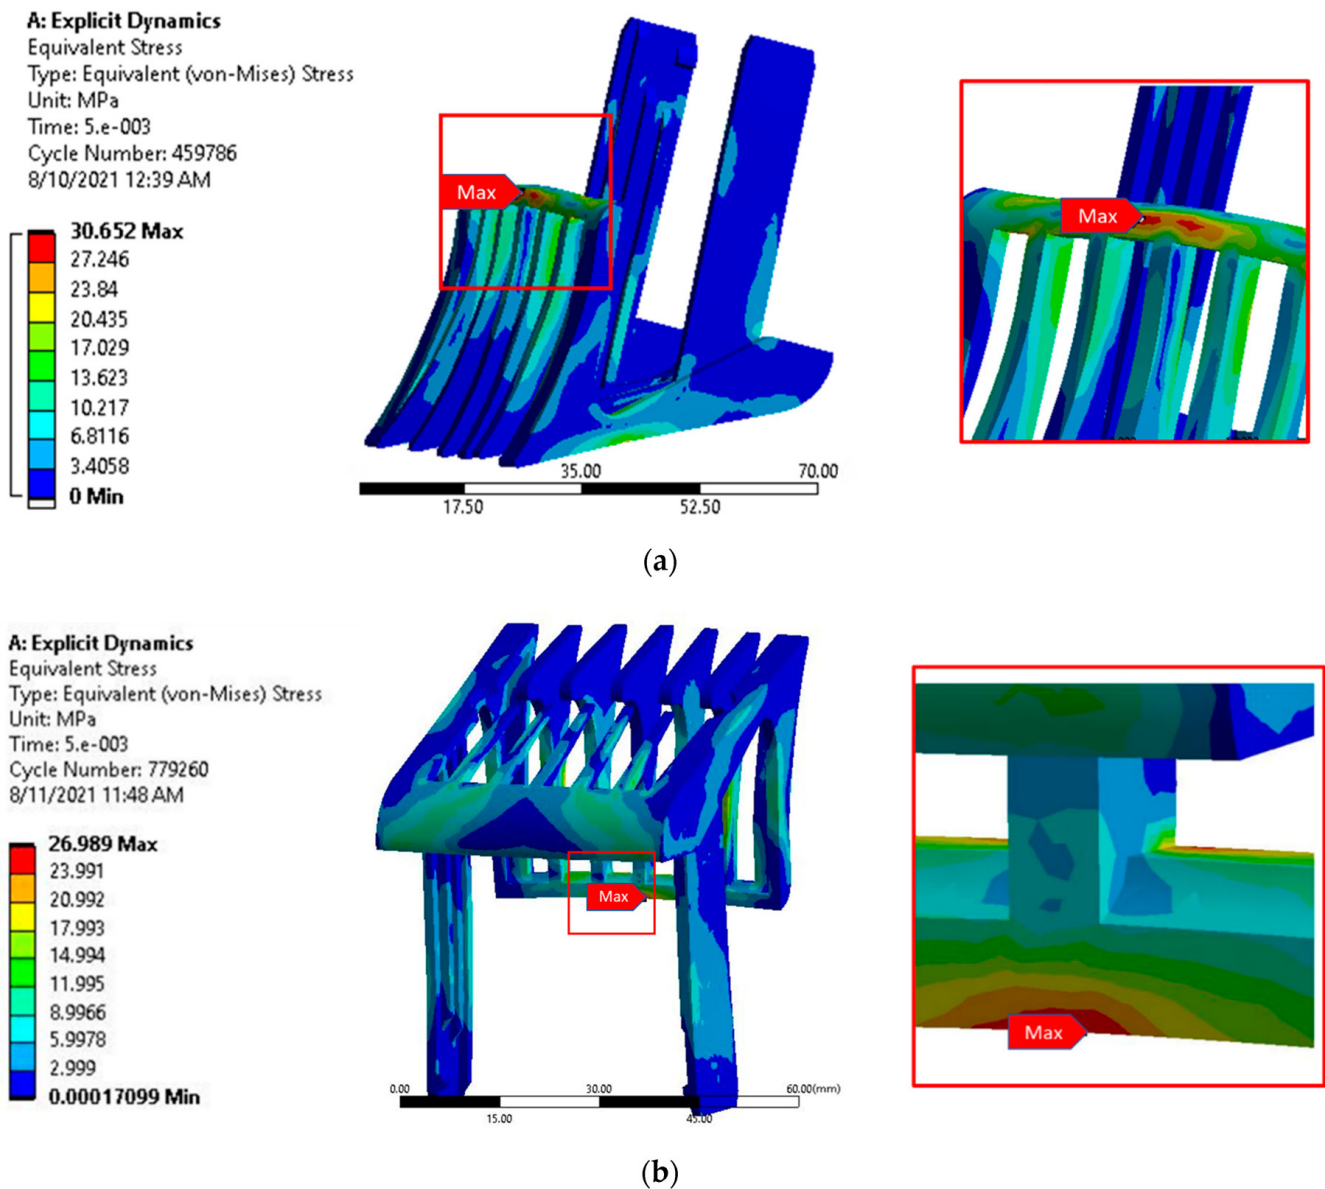 A: Explicit Dynamics
Equivalent Stress
Type: Equivalent (von-Mises) Stress
Unit: MPa
Time: 5.e-003
Cycle Number: 459786
8/10/2021 12:39 AM
30.652 Max
27.246
23.84
20.435
17.029
13.623
10.217
6.8116
3.4058
0 Min
Max
Max
35.00
70.00
17.50
52.50
(a)
A: Explicit Dynamics
Equivalent Stress
Type: Equivalent (von-Mises) Stress
Unit: MPa
Time: 5.e-003
Cycle Number: 779260
8/11/2021 11:48 AM
26.989 Max
23.991
20.992
17.993
14.994
11.995
8.9966
5.9978
2.999
0.00017099 Min
Max
Max
0.00
30.00
60.00(mm)
15.00
45.00
(b)